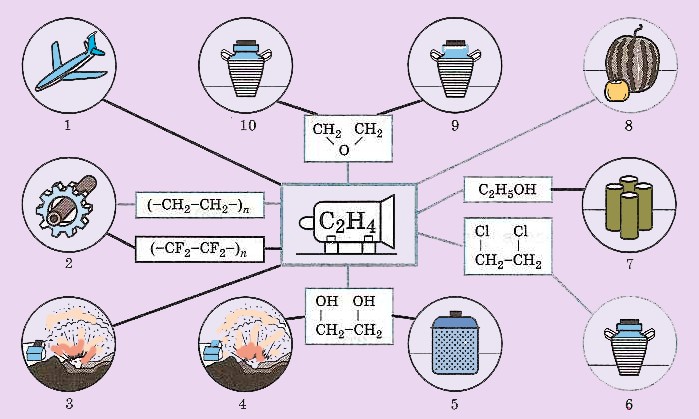 1
10
9
8
CH₂ CH₂
O
(-CH₂-CH₂-)ₙ
C₂H₄
C₂H₅OH
2
(-CF₂-CF₂-)ₙ
Cl Cl
CH₂-CH₂
7
OH OH
CH₂-CH₂
3
4
5
6